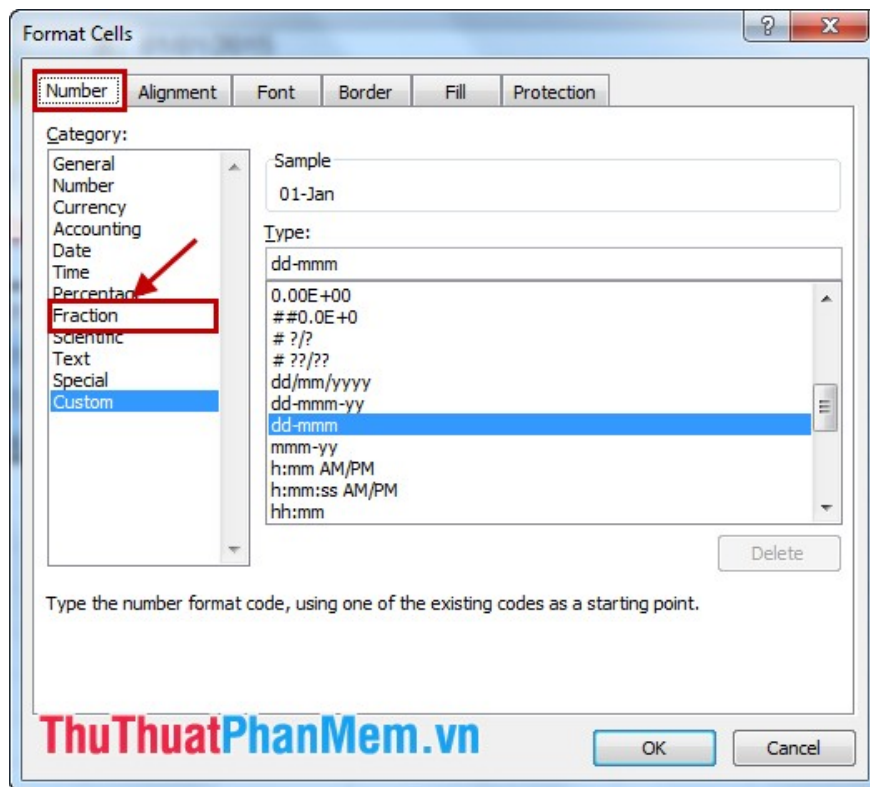 Format Cells
Number Alignment Font Border Fill Protection
Category:
General
Number
Currency
Accounting
Date
Time
Percentage
Fraction
Scientific
Text
Special
Custom
Sample
01-Jan
Type:
dd-mmm
0.00E+00
##0.0E+0
# ?/?
# ??/??
dd/mm/yyyy
dd-mmm-yy
dd-mmm
mmm-yy
h:mm AM/PM
h:mm:ss AM/PM
hh:mm
Delete
Type the number format code, using one of the existing codes as a starting point.
ThuThuatPhanMem.vn
OK Cancel